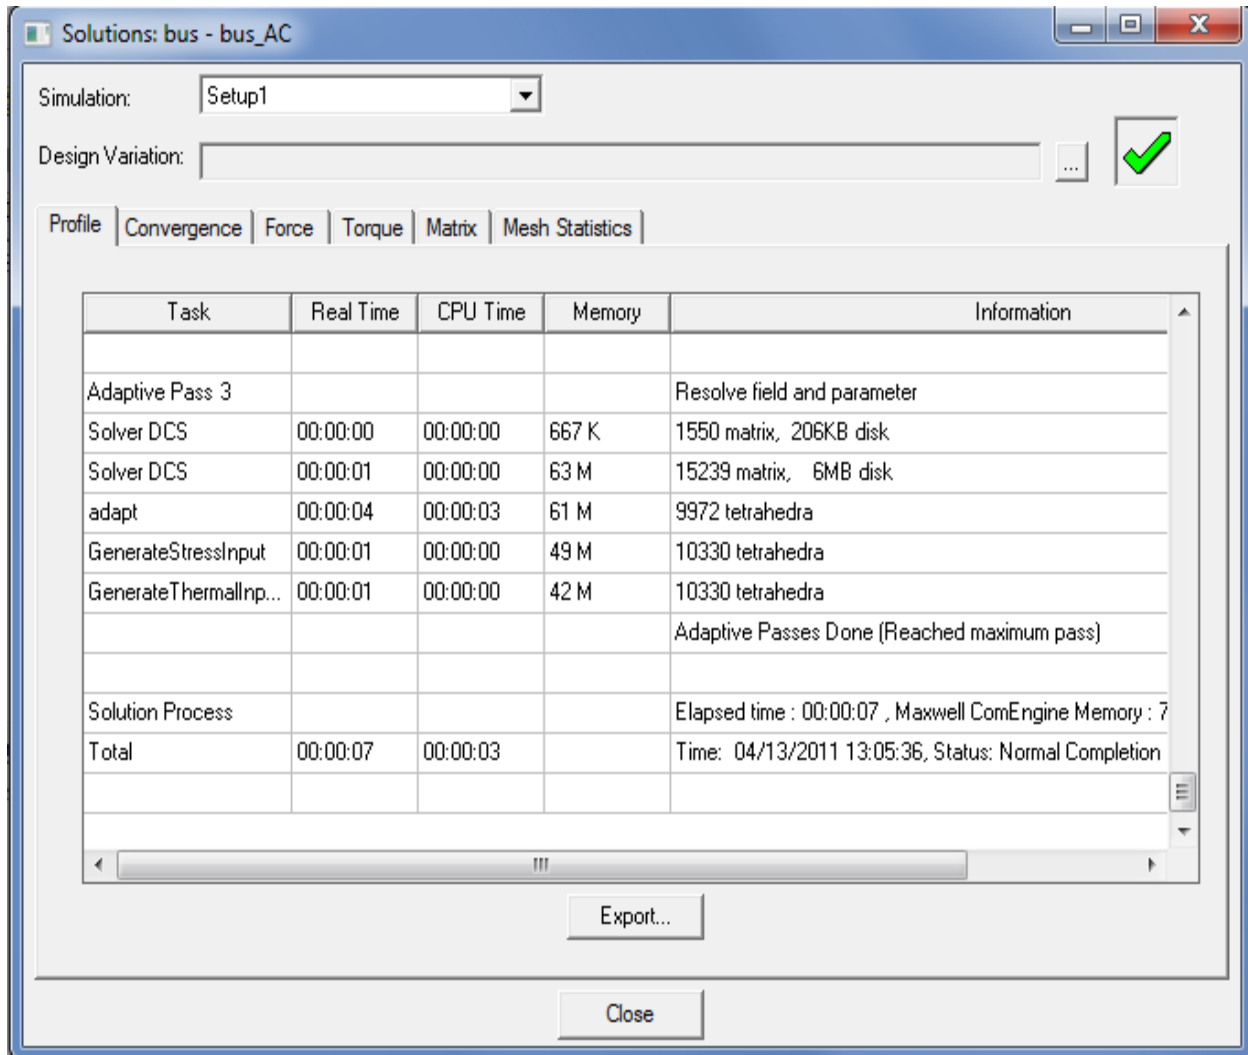 Solutions: bus - bus_AC
X
Simulation: Setup1
Design Variation: ...
Profile Convergence Force Torque Matrix Mesh Statistics
Task Real Time CPU Time Memory Information
Adaptive Pass 3 Resolve field and parameter
Solver DCS 00:00:00 00:00:00 667 K 1550 matrix, 206KB disk
Solver DCS 00:00:01 00:00:00 63 M 15239 matrix, 6MB disk
adapt 00:00:04 00:00:03 61 M 9972 tetrahedra
GenerateStressInput 00:00:01 00:00:00 49 M 10330 tetrahedra
GenerateThermalInp... 00:00:01 00:00:00 42 M 10330 tetrahedra
Adaptive Passes Done (Reached maximum pass)
Solution Process Elapsed time : 00:00:07 , Maxwell ComEngine Memory : 7
Total 00:00:07 00:00:03 Time: 04/13/2011 13:05:36, Status: Normal Completion
Export...
Close